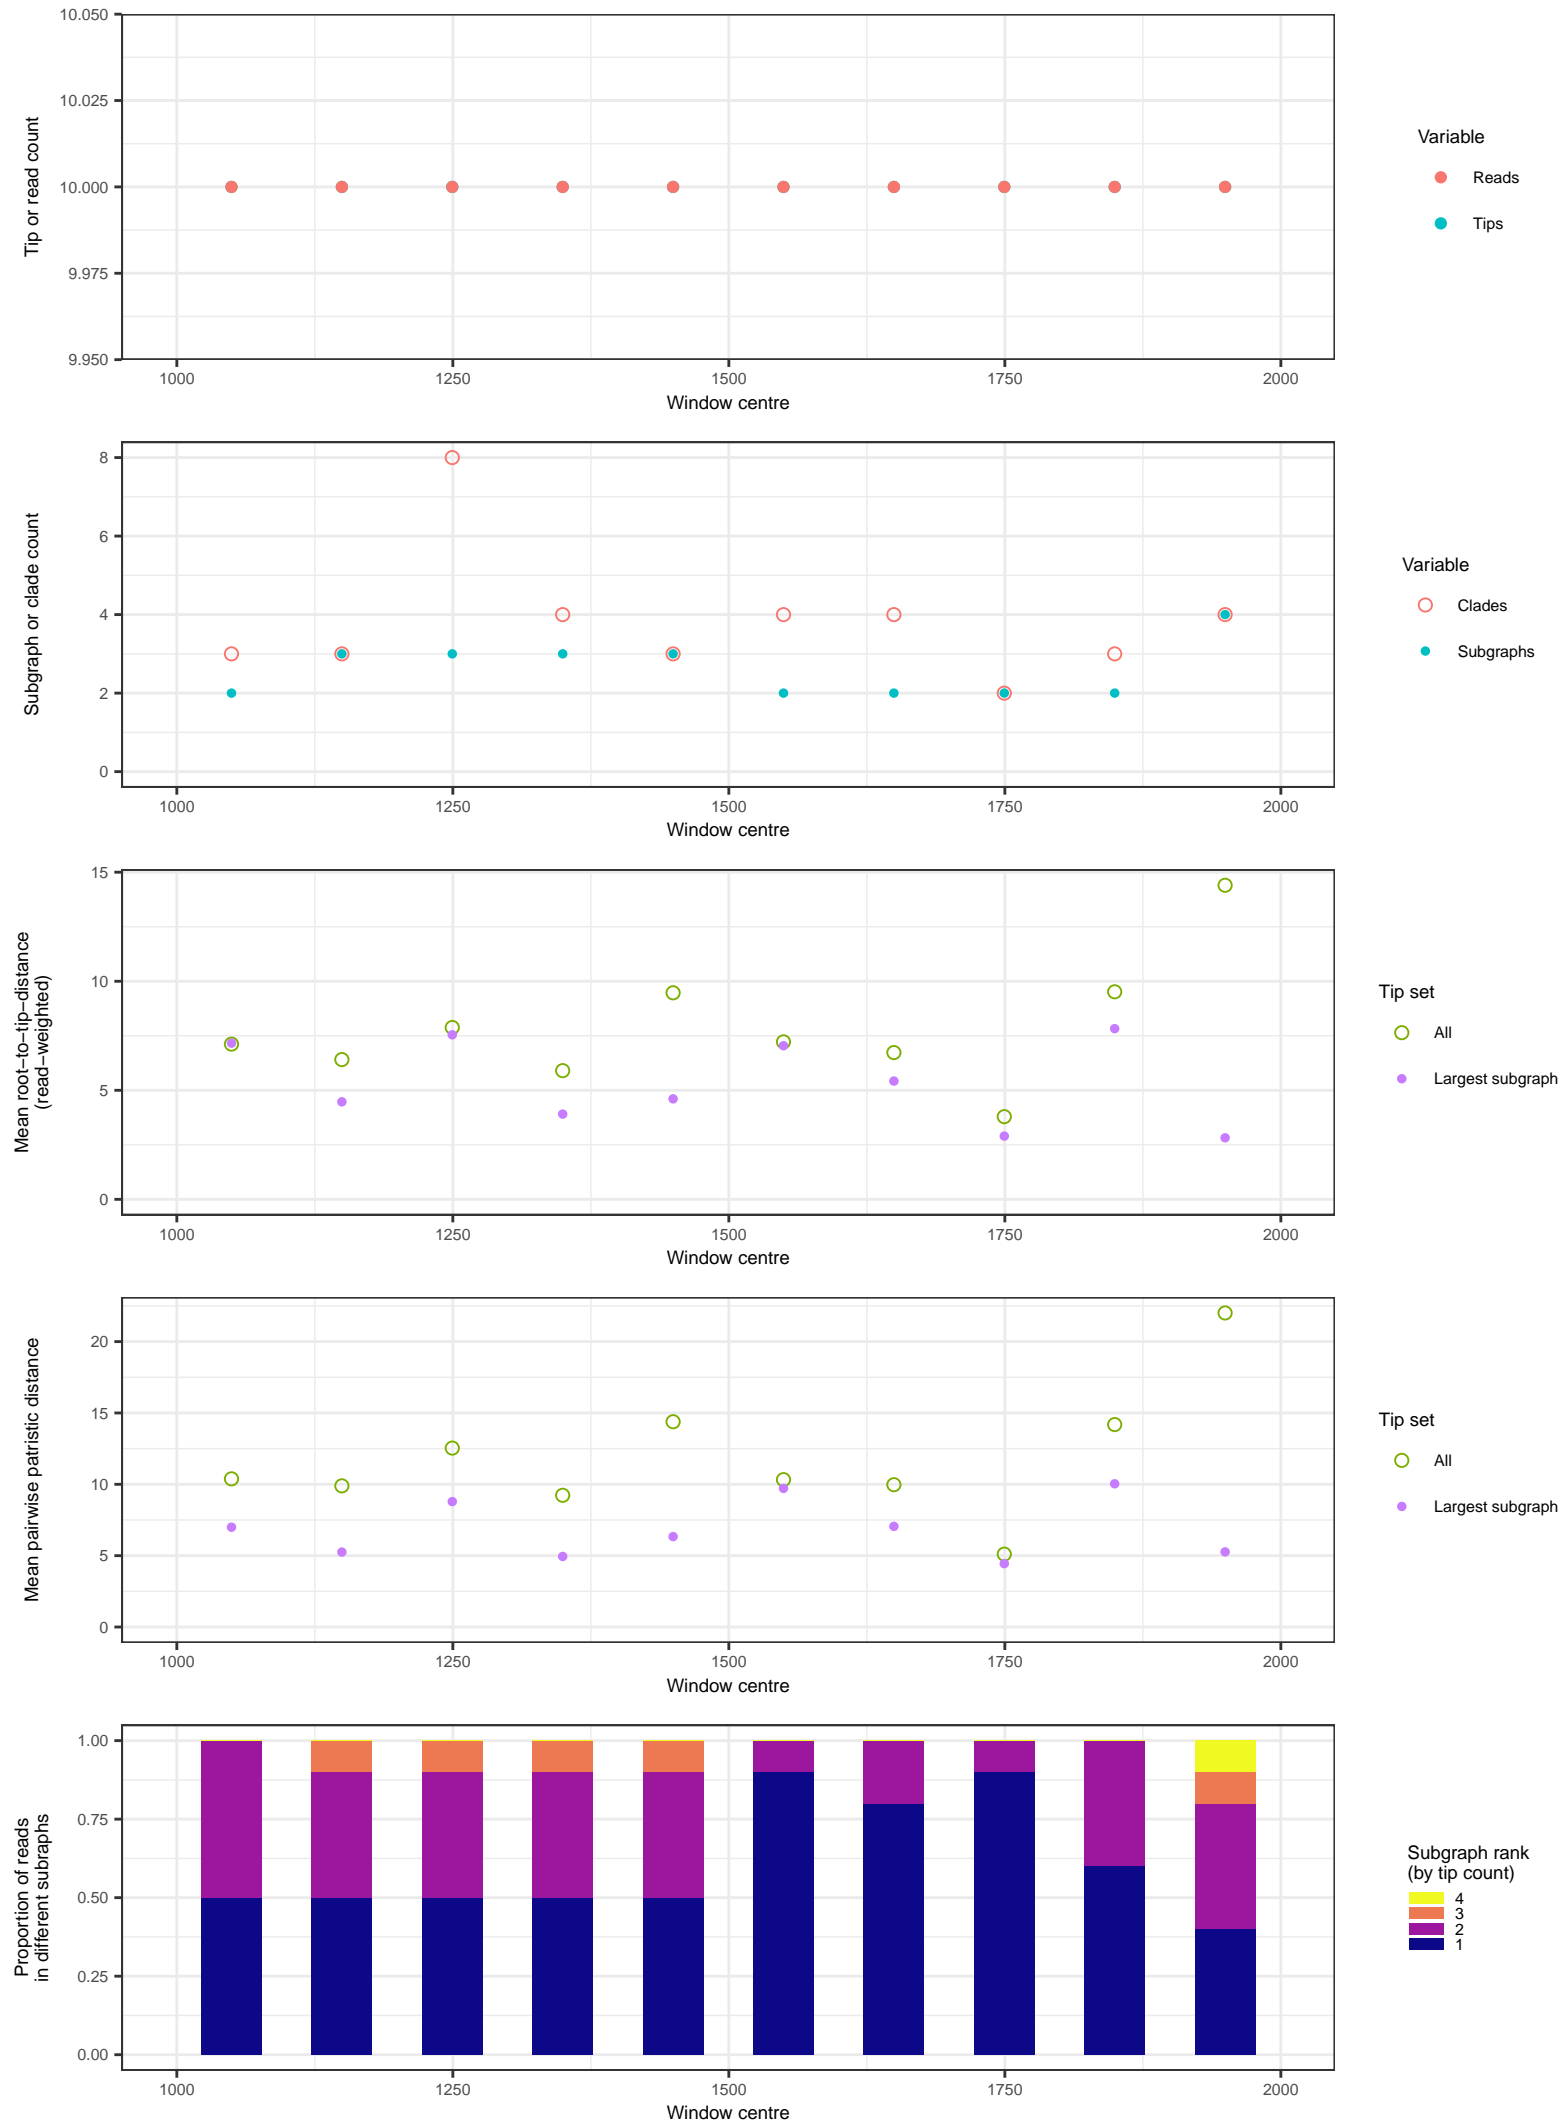 10.050
10.025
10.000
9.975
9.950
Tip or read count
1000 1250 1500 1750 2000
Window centre
Variable
Reads
Tips
8
6
4
2
0
Subgraph or clade count
1000 1250 1500 1750 2000
Window centre
Variable
Clades
Subgraphs
15
10
5
0
Mean root−to−tip−distance
(read−weighted)
1000 1250 1500 1750 2000
Window centre
Tip set
All
Largest subgraph
20
15
10
5
0
Mean pairwise patristic distance
1000 1250 1500 1750 2000
Window centre
Tip set
All
Largest subgraph
1.00
0.75
0.50
0.25
0.00
Proportion of reads
in different subraphs
1000 1250 1500 1750 2000
Window centre
Subgraph rank
(by tip count)
4
3
2
1